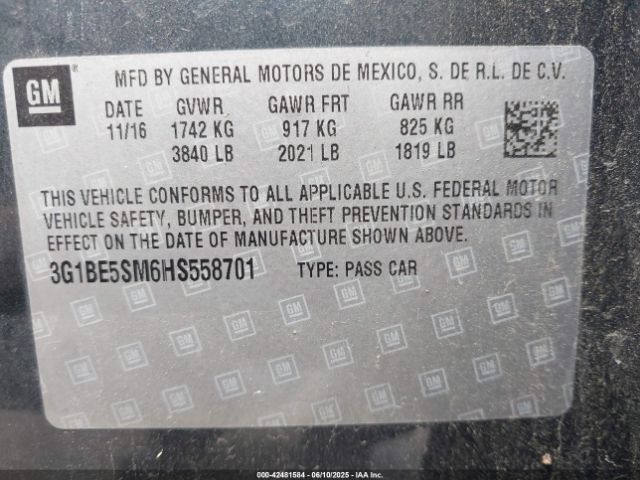 GM
MFD BY GENERAL MOTORS DE MEXICO, S. DE R.L. DE C.V.
DATE GVWR GAWR FRT GAWR RR
11/16 1742 KG 917 KG 825 KG
3840 LB 2021 LB 1819 LB
THIS VEHICLE CONFORMS TO ALL APPLICABLE U.S. FEDERAL MOTOR
VEHICLE SAFETY, BUMPER, AND THEFT PREVENTION STANDARDS IN
EFFECT ON THE DATE OF MANUFACTURE SHOWN ABOVE.
3G1BE5SM6HS558701 TYPE: PASS CAR
000-42481584 - 06/10/2025 - IAAI.COM